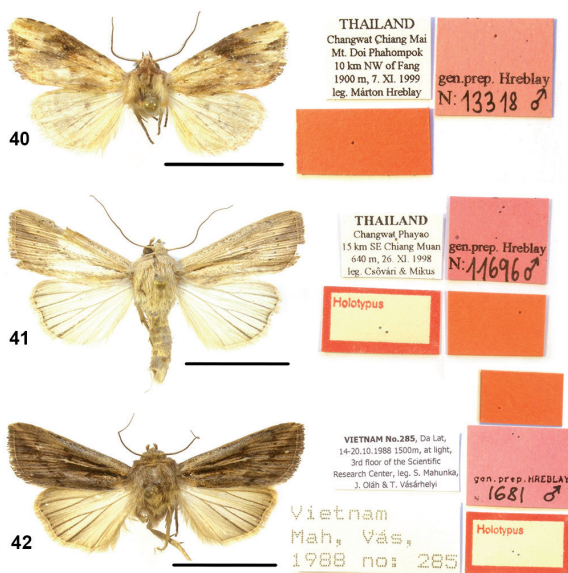 THAILAND
Changwat Chiang Mai
Mt. Doi Phahompok
10 km NW of Fang
1900 m, 7. XI. 1999
leg. Márton Hreblay
gen.prep. Hreblay
N: 13318 ♂
40
THAILAND
Changwat Phayao
15 km SE Chiang Muan
640 m, 26. XI. 1998
leg. Csővári & Mikus
gen.prep. Hreblay
N: 11696 ♂
Holotypus
41
VIETNAM No.285, Da Lat,
14-20.10.1988 1500m, at light,
3rd floor of the Scientific
Research Center, leg. S. Mahunka,
J. Oláh & T. Vásárhelyi
gen.prep. HREBLAY
N 1681 ♂
Vietnam
Mah, Vás,
1988 no: 285
Holotypus
42